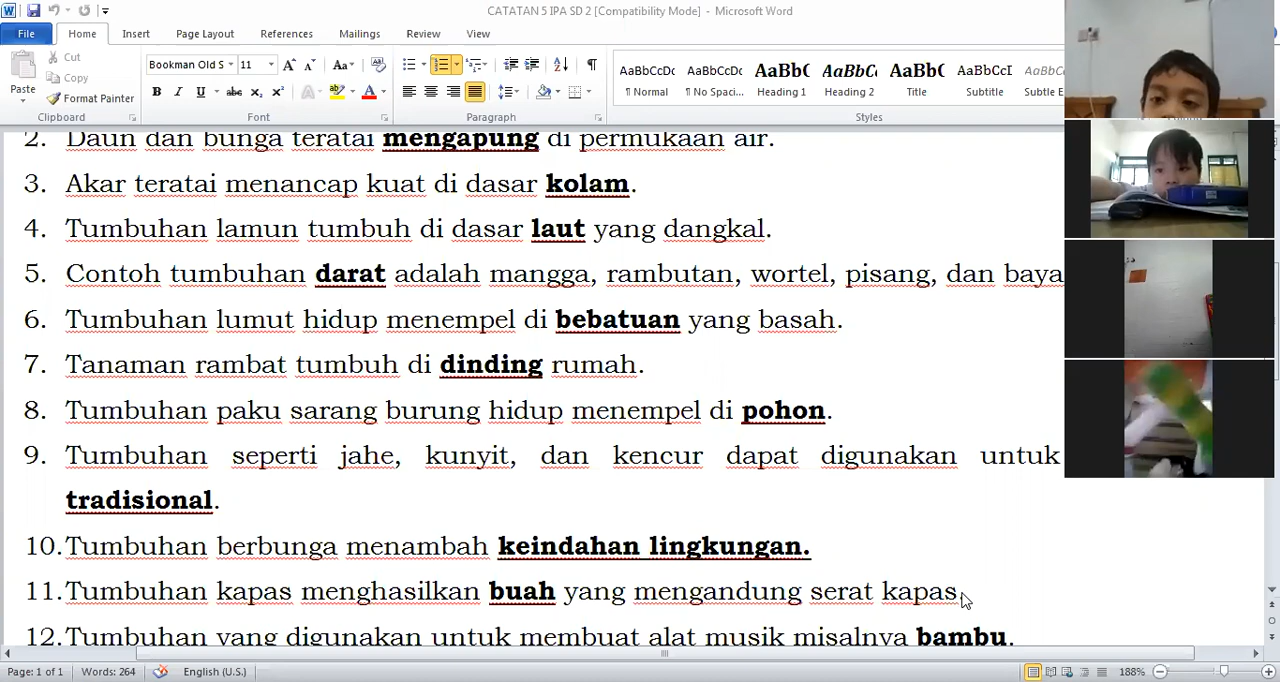 CATATAN 5 IPA SD 2 [Compatibility Mode] - Microsoft Word
File Home Insert Page Layout References Mailings Review View
Paste
Cut
Copy
Format Painter
Clipboard
Bookman Old S 11
Font
Paragraph
AaBbCcDc AaBbCcDc AaBbC AaBbCc AaBbC AaBbCcD
¶ Normal ¶ No Spaci... Heading 1 Heading 2 Title Subtitle Subtle E
Styles
2. Daun dan bunga teratai mengapung di permukaan air.
3. Akar teratai menancap kuat di dasar kolam.
4. Tumbuhan lamun tumbuh di dasar laut yang dangkal.
5. Contoh tumbuhan darat adalah mangga, rambutan, wortel, pisang, dan baya
6. Tumbuhan lumut hidup menempel di bebatuan yang basah.
7. Tanaman rambat tumbuh di dinding rumah.
8. Tumbuhan paku sarang burung hidup menempel di pohon.
9. Tumbuhan seperti jahe, kunyit, dan kencur dapat digunakan untuk
tradisional.
10. Tumbuhan berbunga menambah keindahan lingkungan.
11. Tumbuhan kapas menghasilkan buah yang mengandung serat kapas.
12. Tumbuhan yang digunakan untuk membuat alat musik misalnya bambu.
Page: 1 of 1 Words: 264 English (U.S.) 188%